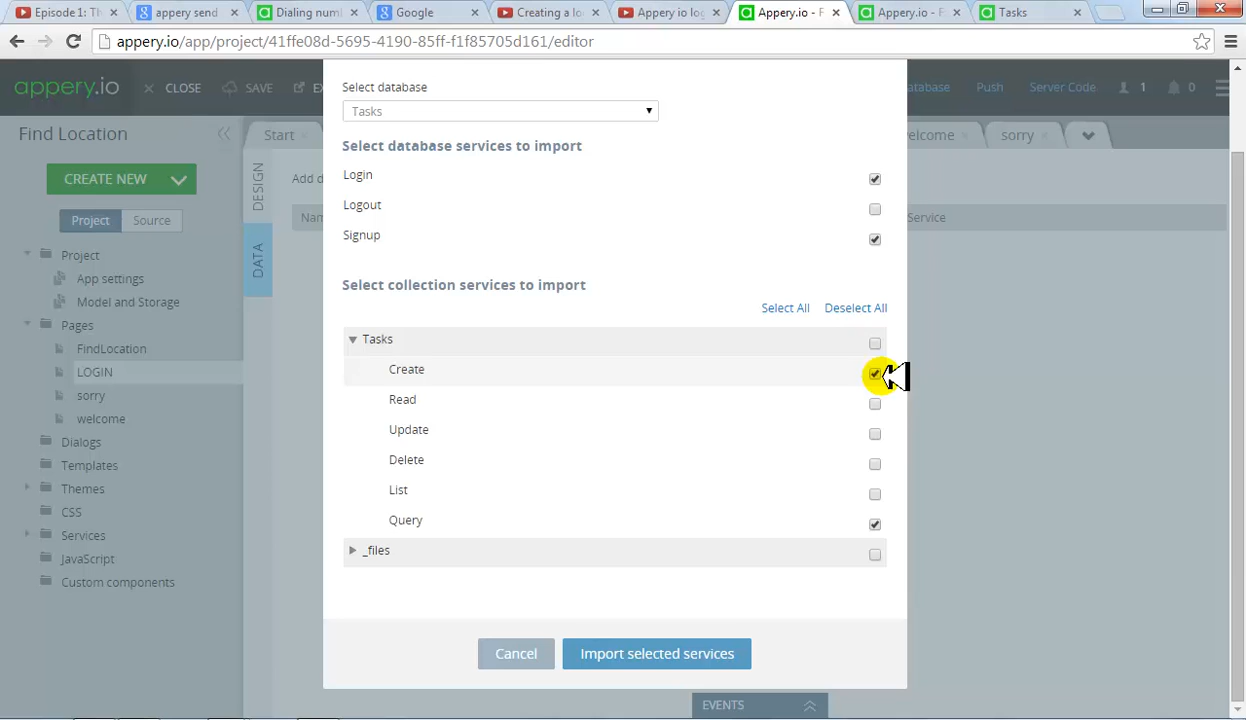 Episode 1: Th
appery send
Dialing num
Google
Creating a lo
Appery io log
Appery.io - F
Appery.io - F
Tasks
appery.io/app/project/41ffe08d-5695-4190-85ff-f1f85705d161/editor
appery.io
CLOSE
SAVE
EX
atabase
Push
Server Code
1
0
Find Location
Start
elcome
sorry
CREATE NEW
Project
Source
DESIGN
DATA
Add d
Nam
Service
Project
App settings
Model and Storage
Pages
FindLocation
LOGIN
sorry
welcome
Dialogs
Templates
Themes
CSS
Services
JavaScript
Custom components
Select database
Tasks
Select database services to import
Login
Logout
Signup
Select collection services to import
Select All Deselect All
Tasks
Create
Read
Update
Delete
List
Query
_files
Cancel
Import selected services
EVENTS